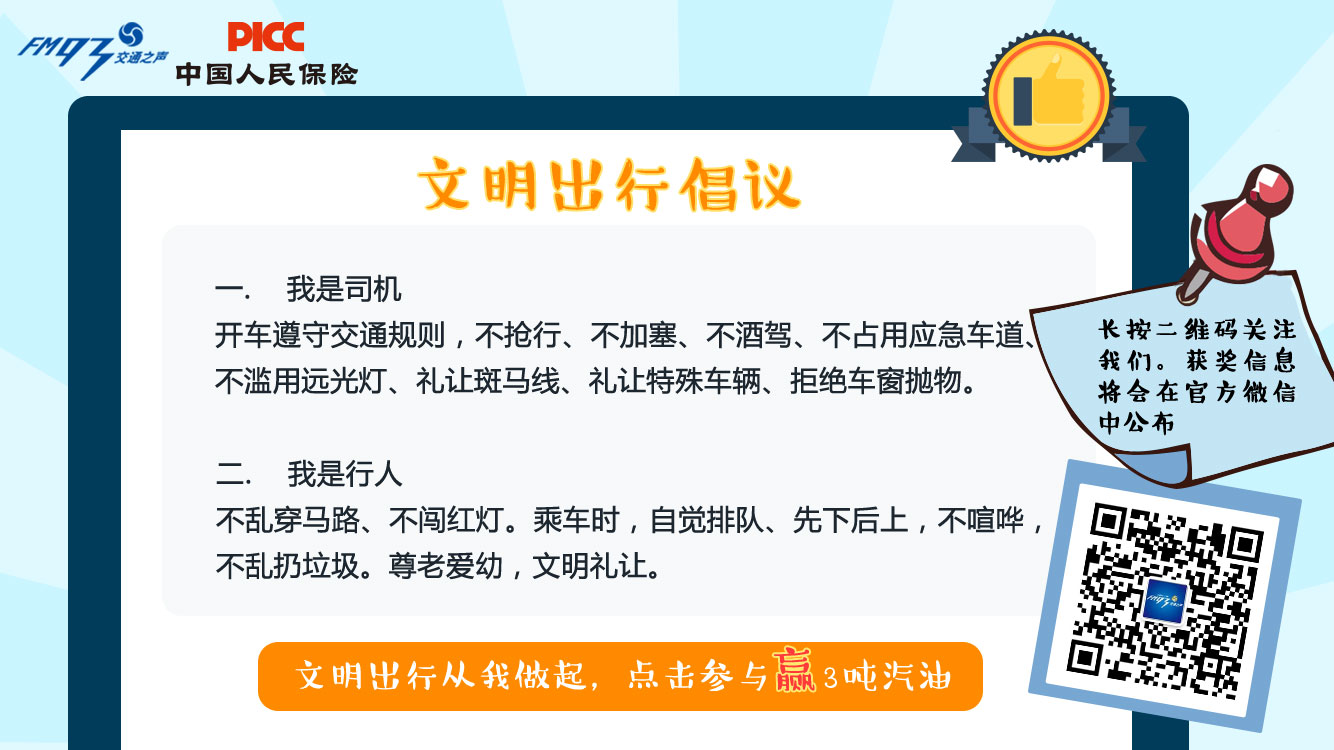 FM93交通之声
PICC
中国人民保险
文明出行倡议
一. 我是司机
开车遵守交通规则，不抢行、不加塞、不酒驾、不占用应急车道、
不滥用远光灯、礼让斑马线、礼让特殊车辆、拒绝车窗抛物。
二. 我是行人
不乱穿马路、不闯红灯。乘车时，自觉排队、先下后上，不喧哗，
不乱扔垃圾。尊老爱幼，文明礼让。
文明出行从我做起，点击参与赢3吨汽油
长按二维码关注
我们。获奖信息
将会在官方微信
中公布
FM93